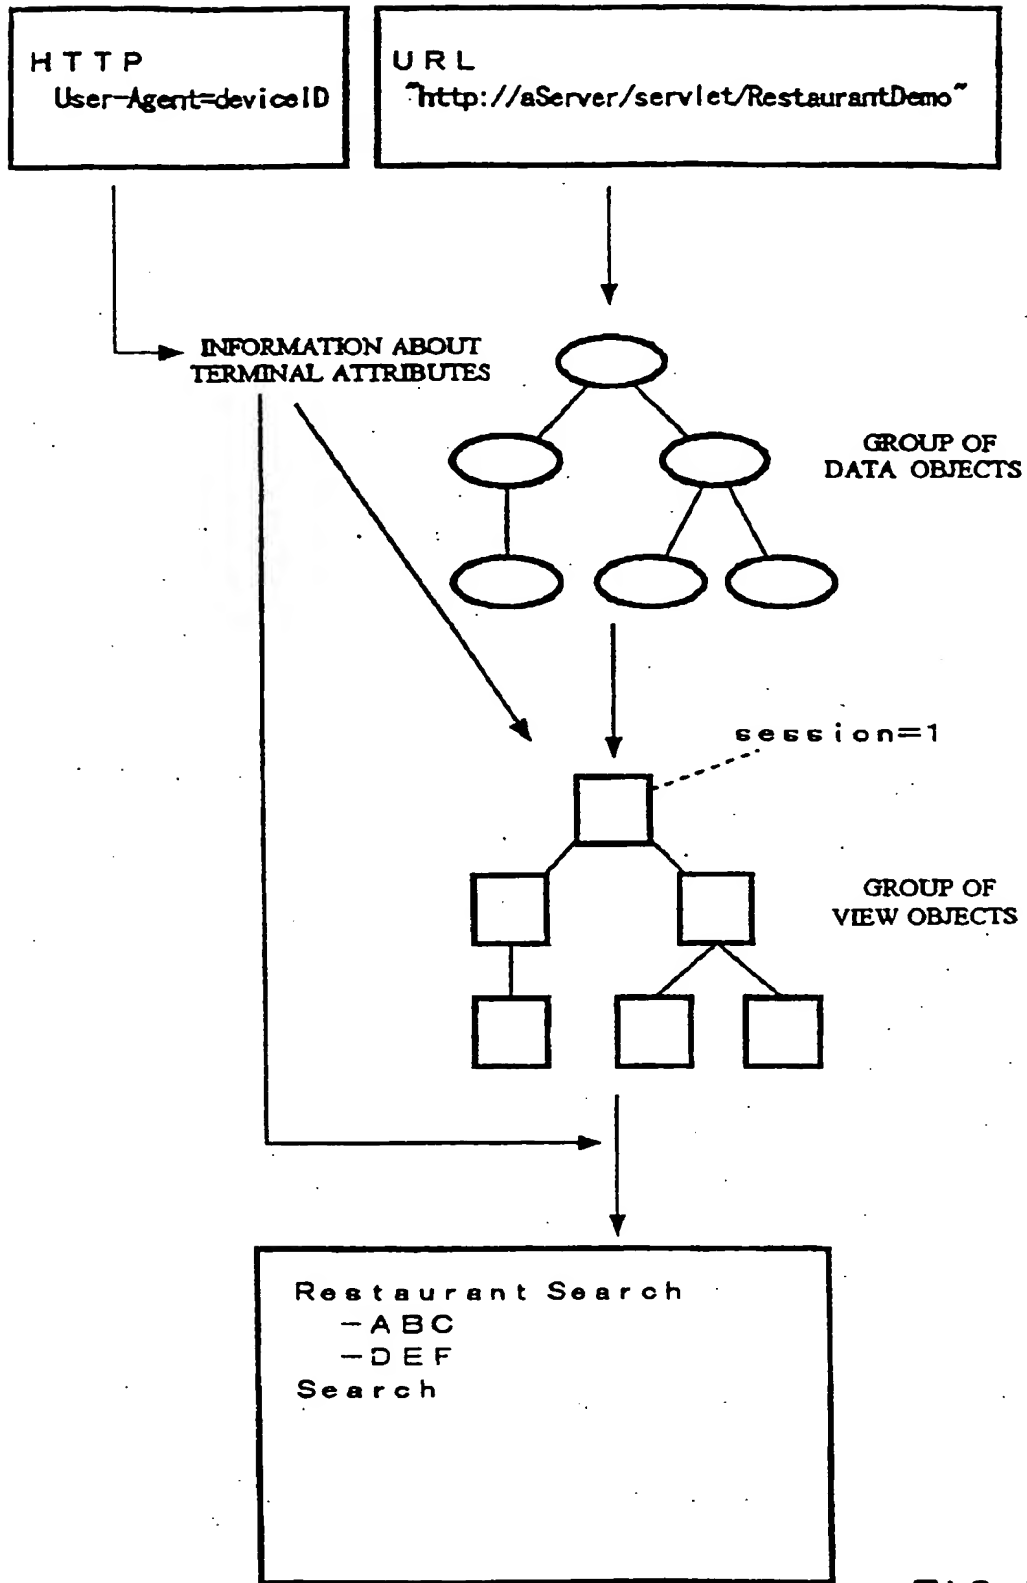 HTTP
User-Agent=deviceID
URL
"http://aServer/servlet/RestaurantDemo"
INFORMATION ABOUT
TERMINAL ATTRIBUTES
GROUP OF
DATA OBJECTS
session=1
GROUP OF
VIEW OBJECTS
Restaurant Search
-ABC
-DEF
Search